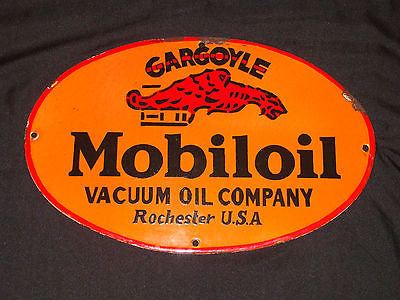 GARGOYLE
Mobiloil
VACUUM OIL COMPANY
Rochester U.S.A